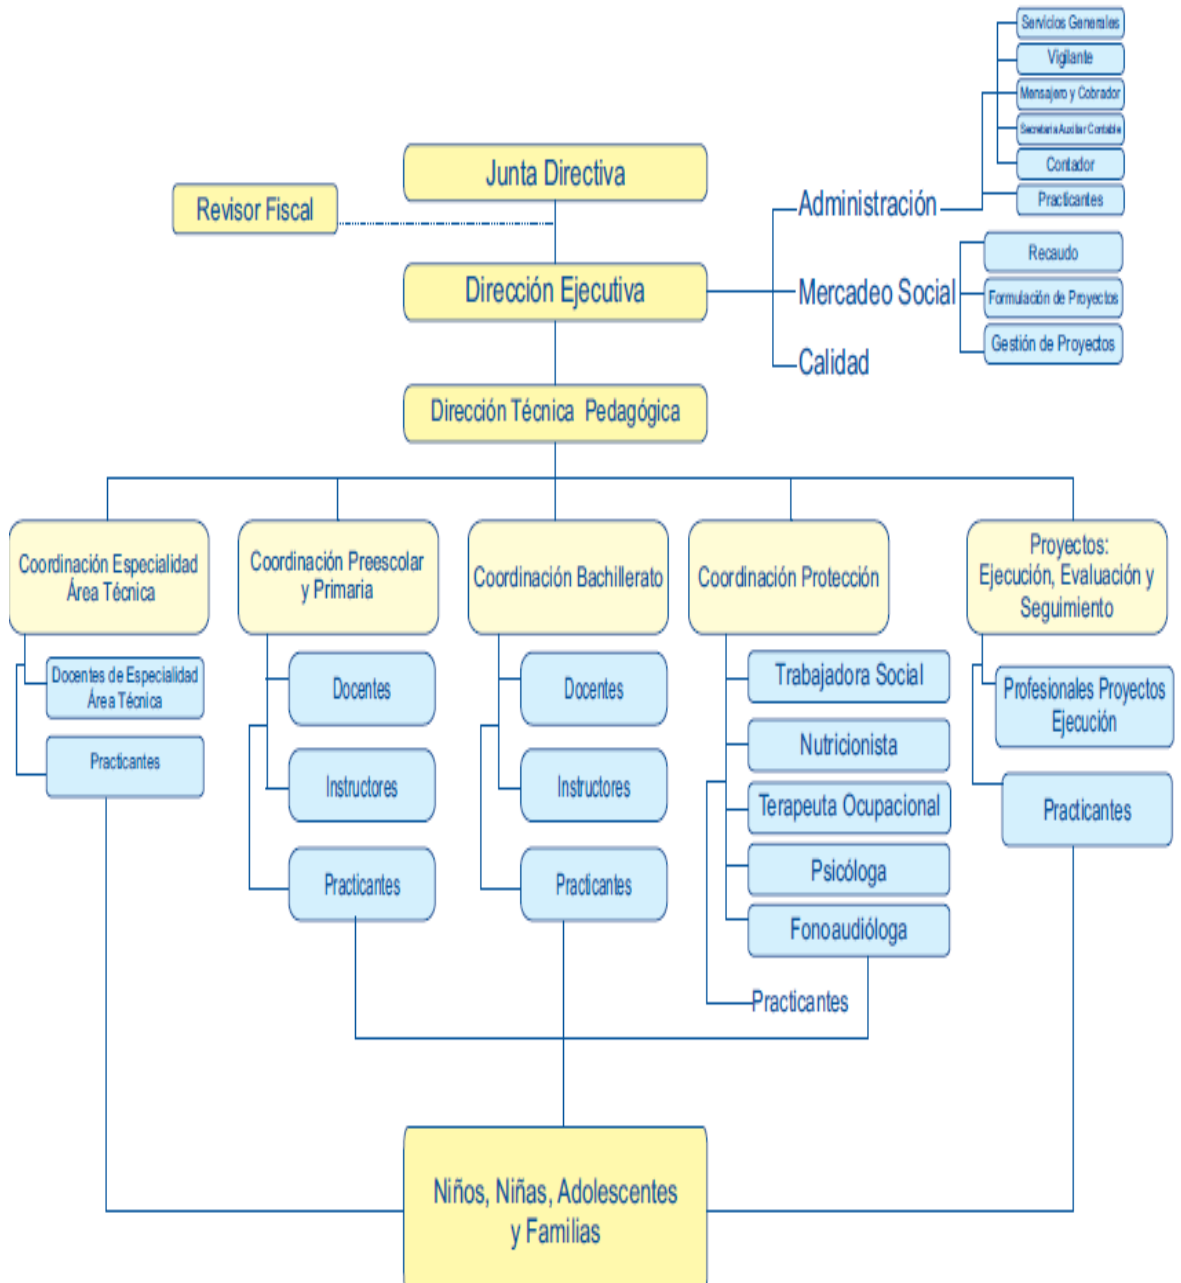 Servicios Generales
Vigilante
Mensajero y Cobrador
Secretaria Auxiliar Contable
Contador
Practicantes
Junta Directiva
Revisor Fiscal
Administración
Dirección Ejecutiva
Mercadeo Social
Recaudo
Formulación de Proyectos
Gestión de Proyectos
Calidad
Dirección Técnica Pedagógica
Coordinación Especialidad
Área Técnica
Docentes de Especialidad
Área Técnica
Practicantes
Coordinación Preescolar
y Primaria
Docentes
Instructores
Practicantes
Coordinación Bachillerato
Docentes
Instructores
Practicantes
Coordinación Protección
Trabajadora Social
Nutricionista
Terapeuta Ocupacional
Psicóloga
Fonoaudióloga
Practicantes
Proyectos:
Ejecución, Evaluación y
Seguimiento
Profesionales Proyectos
Ejecución
Practicantes
Niños, Niñas, Adolescentes
y Familias